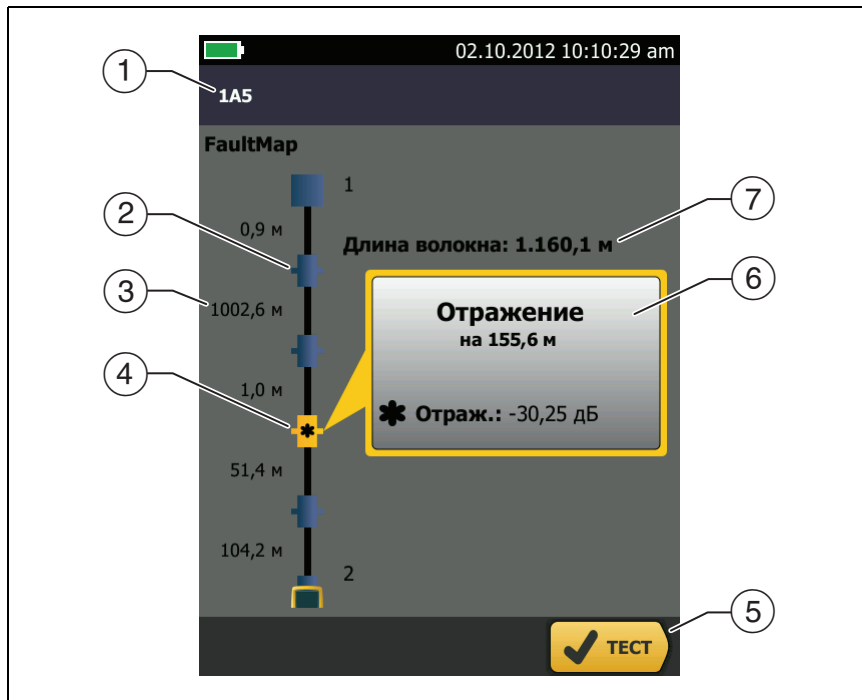 02.10.2012 10:10:29 am
1
1A5
FaultMap
1
2
0,9 м
7
Длина волокна: 1.160,1 м
3
1002,6 м
6
Отражение
на 155,6 м
4
1,0 м
✱ Отраж.: -30,25 дБ
51,4 м
104,2 м
2
5
ТЕСТ